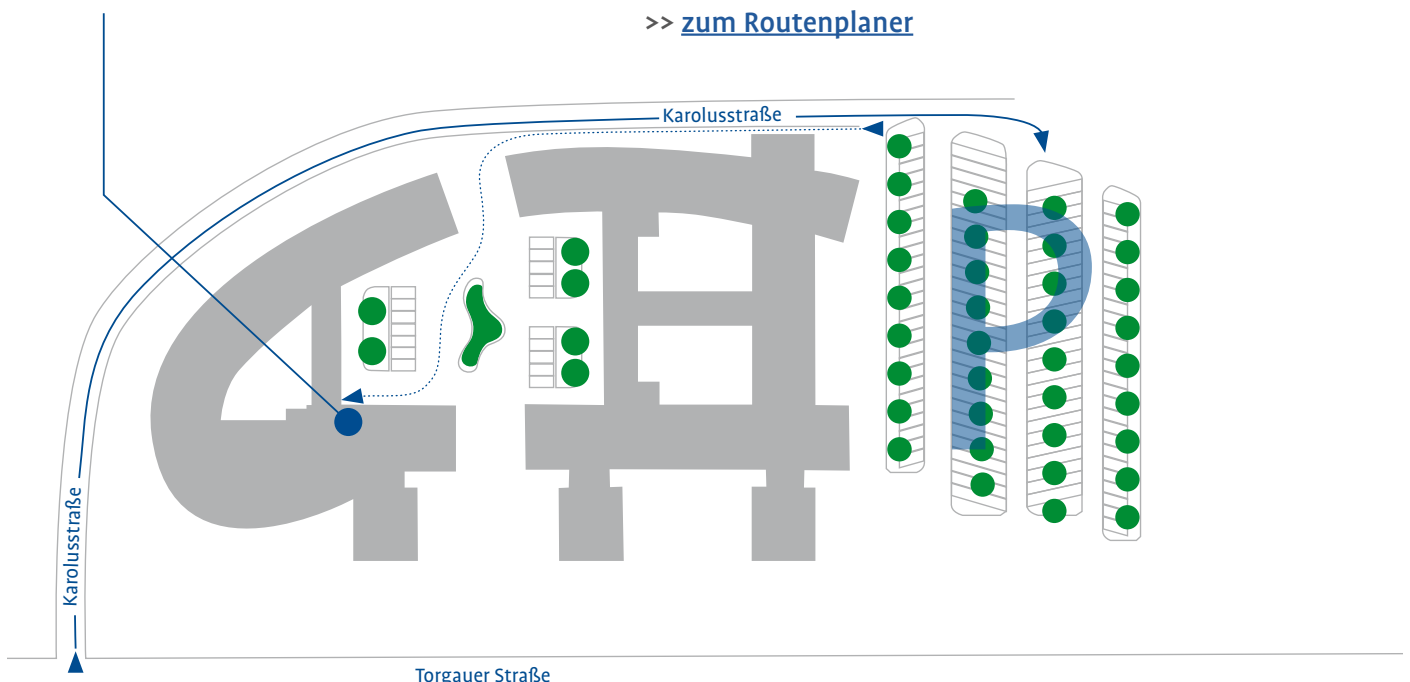 >> zum Routenplaner
Karolusstraße
P
Karolusstraße
Torgauer Straße